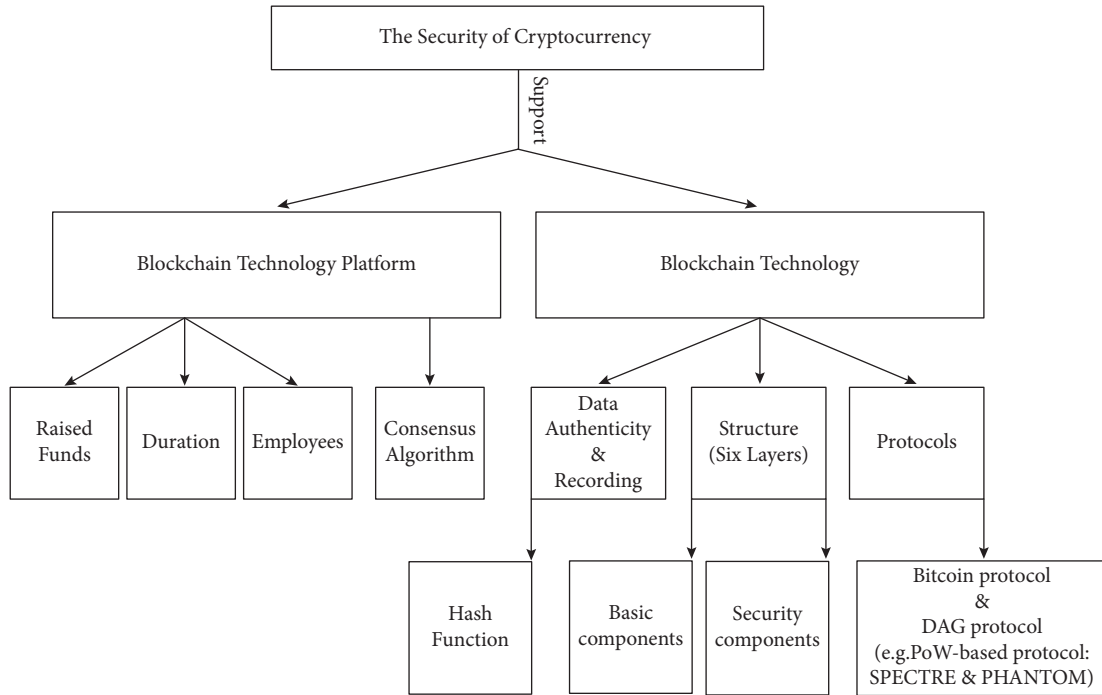 The Security of Cryptocurrency
Support
Blockchain Technology Platform
Blockchain Technology
Raised
Funds
Duration
Employees
Consensus
Algorithm
Data
Authenticity
&
Recording
Structure
(Six Layers)
Protocols
Hash
Function
Basic
components
Security
components
Bitcoin protocol
&
DAG protocol
(e.g.PoW-based protocol:
SPECTRE & PHANTOM)